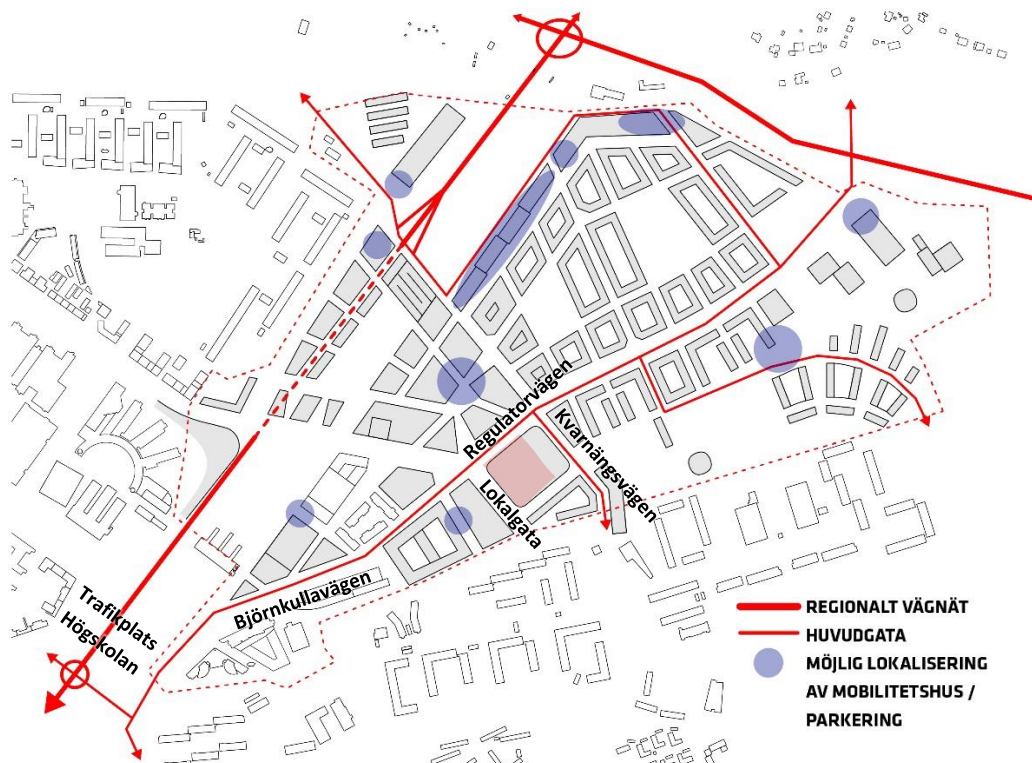 Regulatorvägen
Kvarnängsvägen
Lokalgata
Björnkullavägen
Trafikplats
Högskolan
REGIONALT VÄGNÄT
HUVUDGATA
MÖJLIG LOKALISERING
AV MOBILITETSHUS /
PARKERING